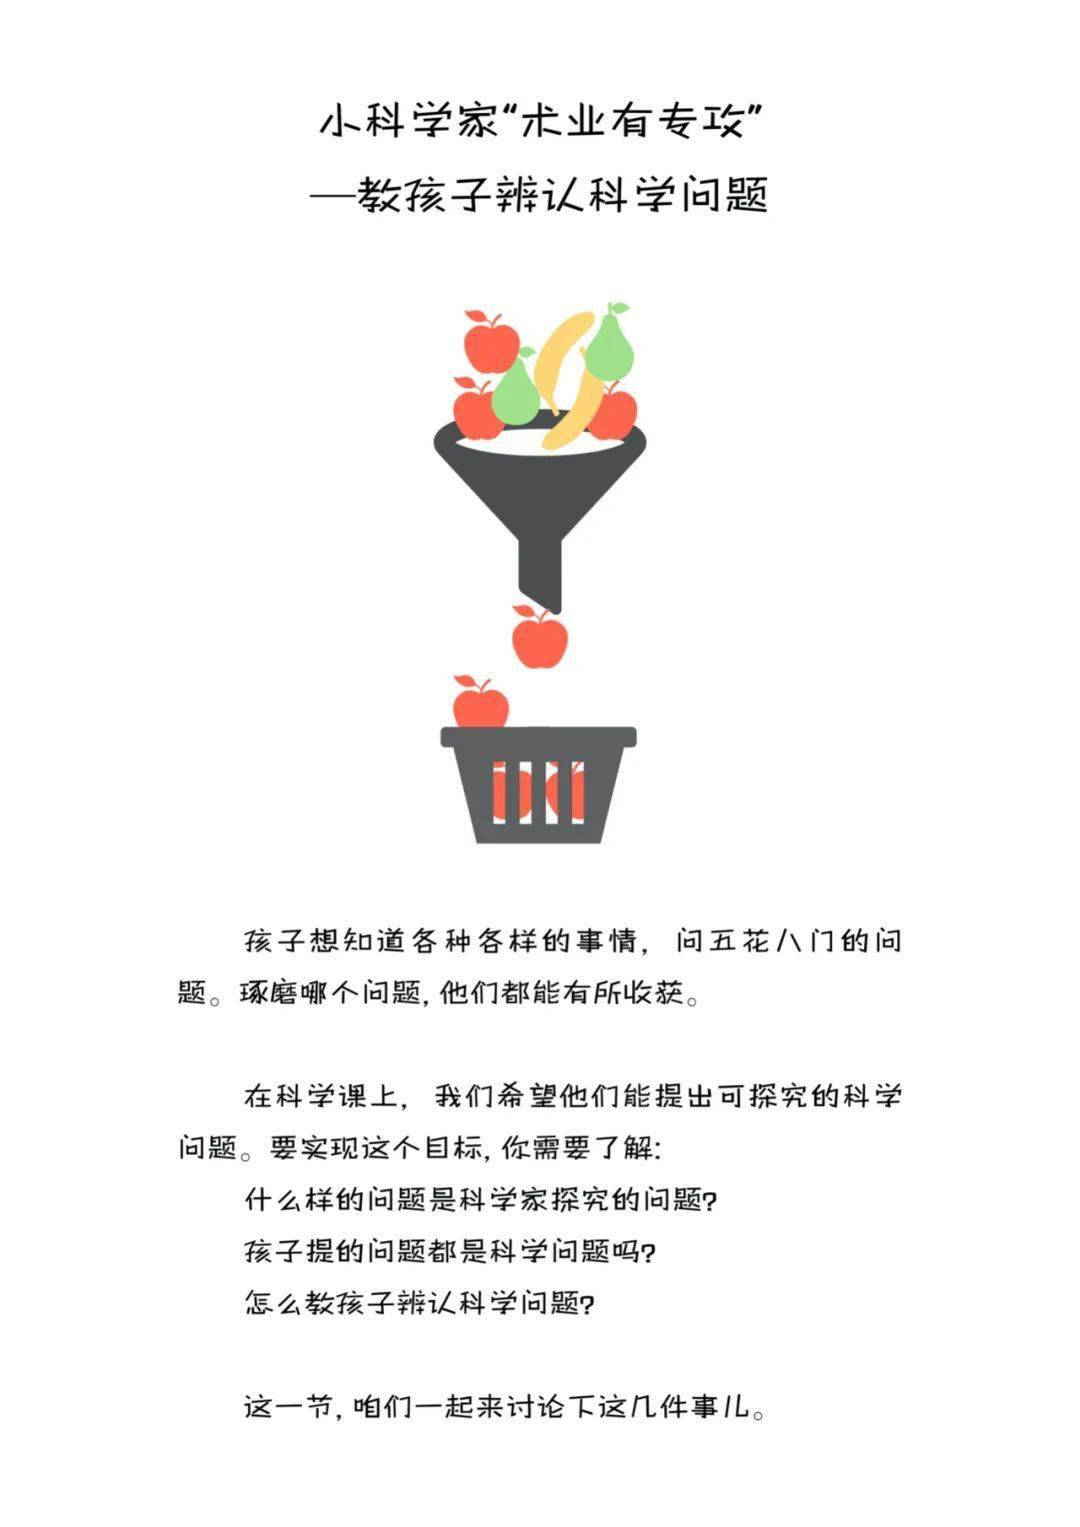 小科学家“术业有专攻”
—教孩子辨认科学问题
孩子想知道各种各样的事情，问五花八门的问
题。琢磨哪个问题，他们都能有所收获。
在科学课上，我们希望他们能提出可探究的科学
问题。要实现这个目标，你需要了解：
什么样的问题是科学家探究的问题？
孩子提的问题都是科学问题吗？
怎么教孩子辨认科学问题？
这一节，咱们一起来讨论下这几件事儿。